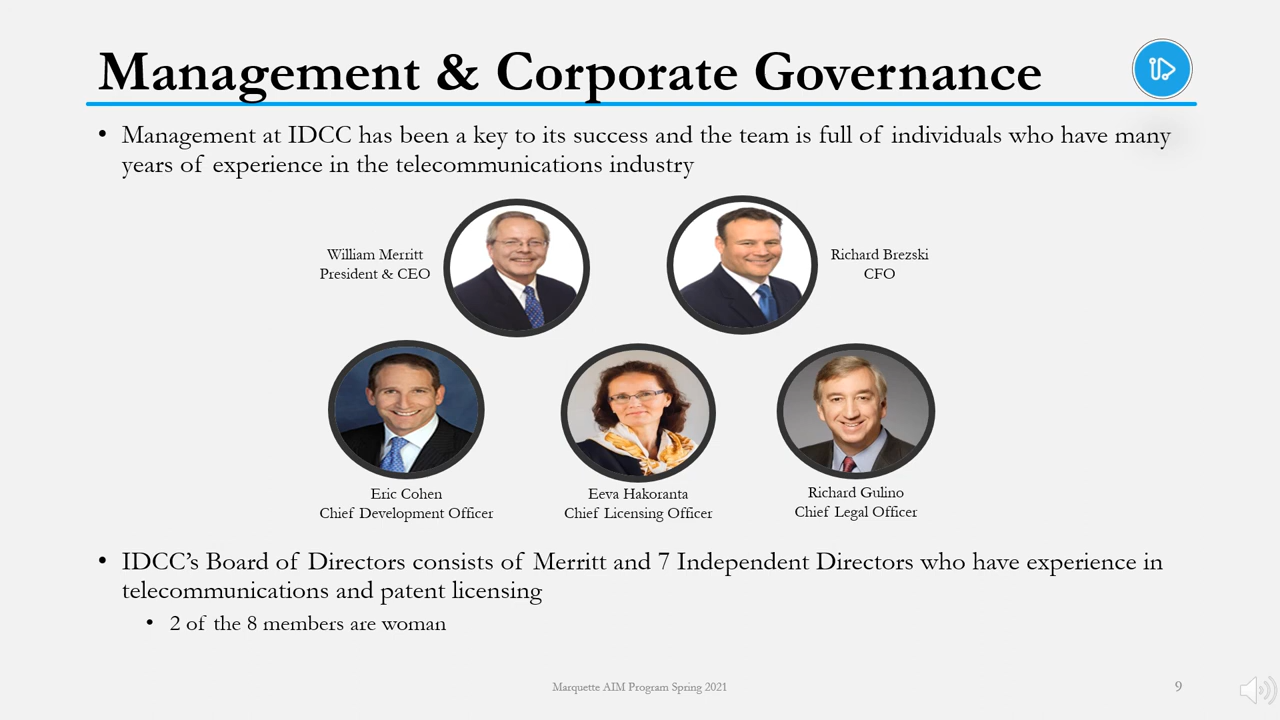 Management & Corporate Governance
• Management at IDCC has been a key to its success and the team is full of individuals who have many
years of experience in the telecommunications industry
William Merritt
President & CEO
Richard Brezski
CFO
Eric Cohen
Chief Development Officer
Eeva Hakoranta
Chief Licensing Officer
Richard Gulino
Chief Legal Officer
• IDCC’s Board of Directors consists of Merritt and 7 Independent Directors who have experience in
telecommunications and patent licensing
• 2 of the 8 members are woman
Marquette AIM Program Spring 2021
9